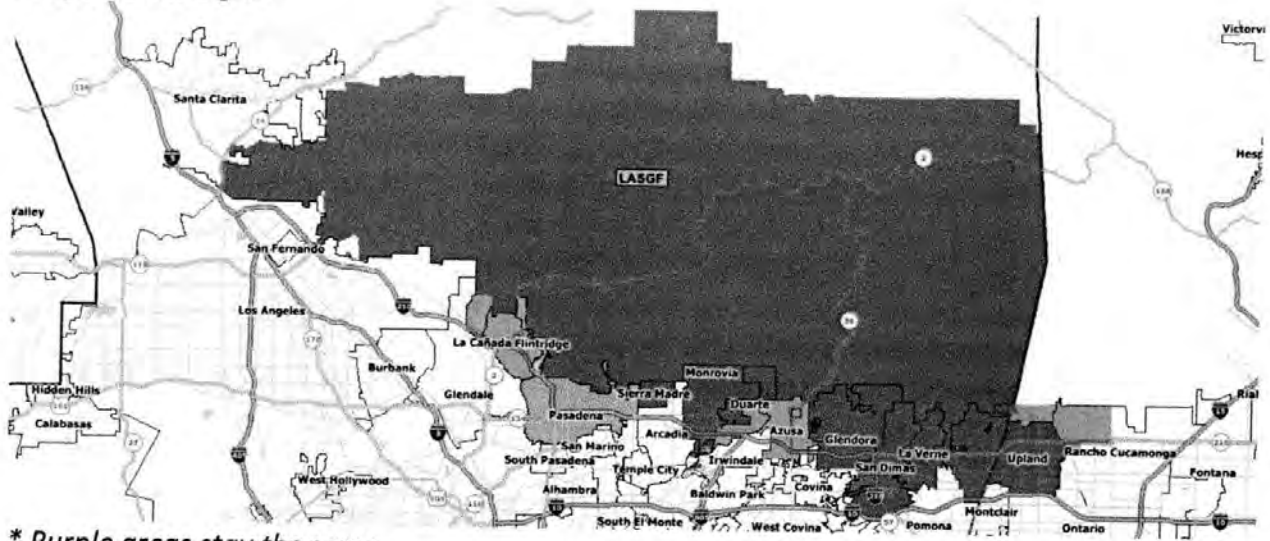 Victorv
Santa Clarita
LASGF
Hesp
Valley
San Fernando
Los Angeles
La Cañada Flintridge
Burbank
Monrovia
Hidden Hills
Glendale
Sierra Madre
Duarte
Rial
Calabasas
Pasadena
Azusa
San Marino
Arcadia
Glendora
La Verne
Upland
Rancho Cucamonga
South Pasadena
Temple City
Irwindale
San Dimas
Fontana
West Hollywood
Covina
Alhambra
Baldwin Park
Montclair
South El Monte
West Covina
Pomona
Ontario
* Purple areas stay the